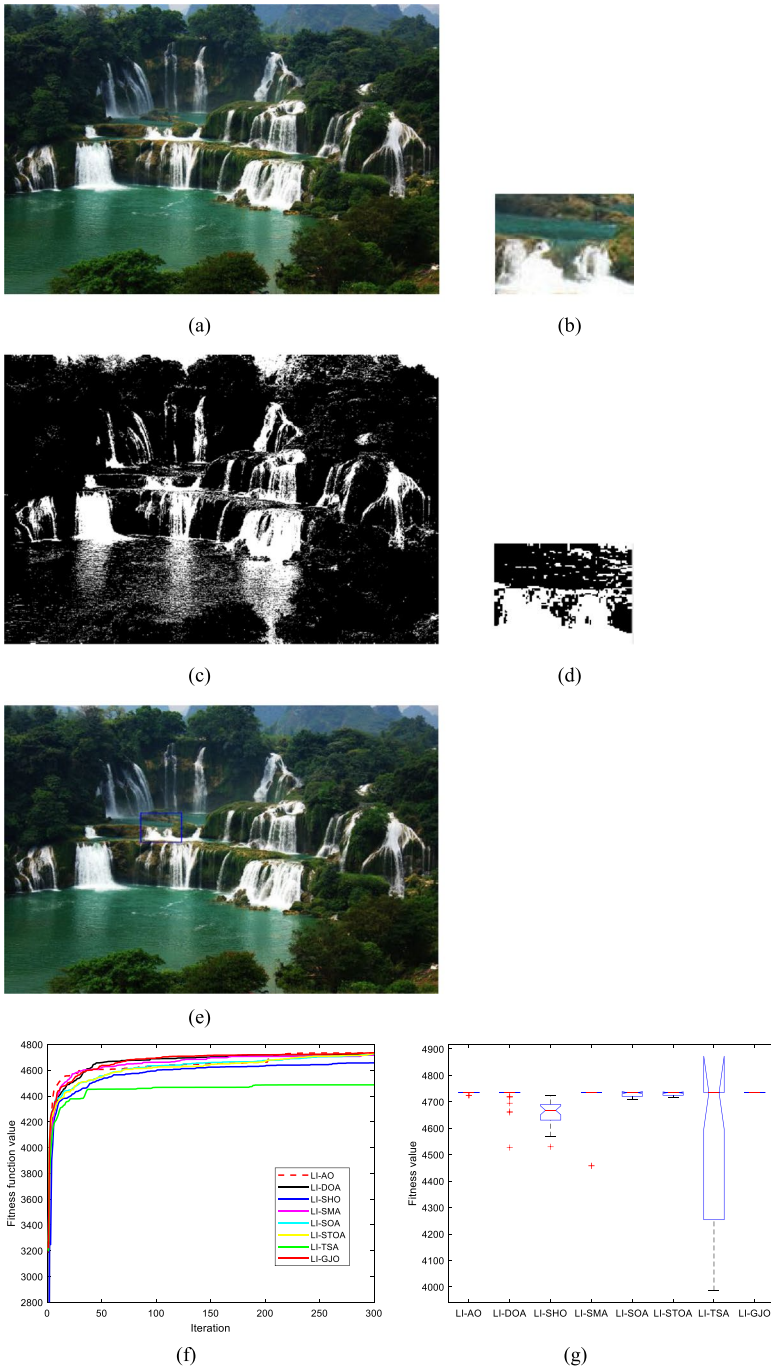 (a)
(b)
(c)
(d)
(e)
4800
4600
4400
4200
4000
3800
3600
3400
3200
3000
2800
Fitness function value
0
50
100
150
200
250
300
Iteration
LI-AO
LI-DOA
LI-SHO
LI-SMA
LI-SOA
LI-STOA
LI-TSA
LI-GJO
(f)
4900
4800
4700
4600
4500
4400
4300
4200
4100
4000
Fitness value
LI-AO
LI-DOA
LI-SHO
LI-SMA
LI-SOA
LI-STOA
LI-TSA
LI-GJO
(g)